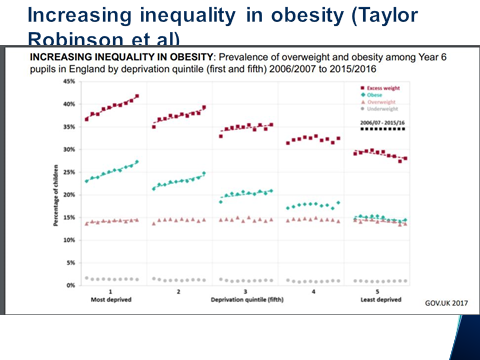 Increasing inequality in obesity (Taylor
Robinson et al)
INCREASING INEQUALITY IN OBESITY: Prevalence of overweight and obesity among Year 6
pupils in England by deprivation quintile (first and fifth) 2006/2007 to 2015/2016
45%
40%
35%
30%
25%
20%
15%
10%
5%
0%
Percentage of children
Excess weight
Obese
Overweight
Underweight
2006/07 - 2015/16
1 2 3 4 5
Most deprived Deprivation quintile (fifth) Least deprived
GOV.UK 2017